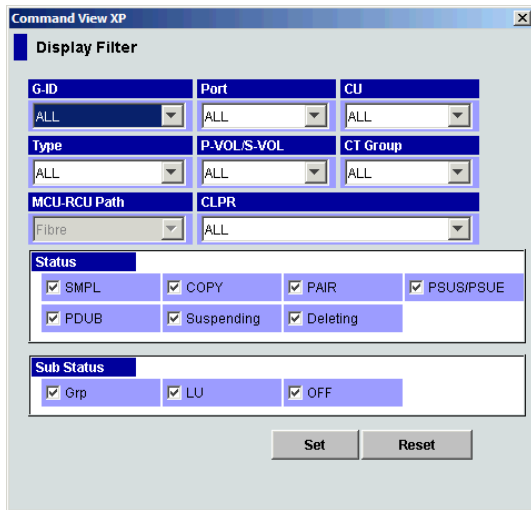 Command View XP
Display Filter
G-ID Port CU
ALL ALL ALL
Type P-VOL/S-VOL CT Group
ALL ALL ALL
MCU-RCU Path CLPR
Fibre ALL
Status
SMPL COPY PAIR PSUS/PSUE
PDUB Suspending Deleting
Sub Status
Grp LU OFF
Set Reset